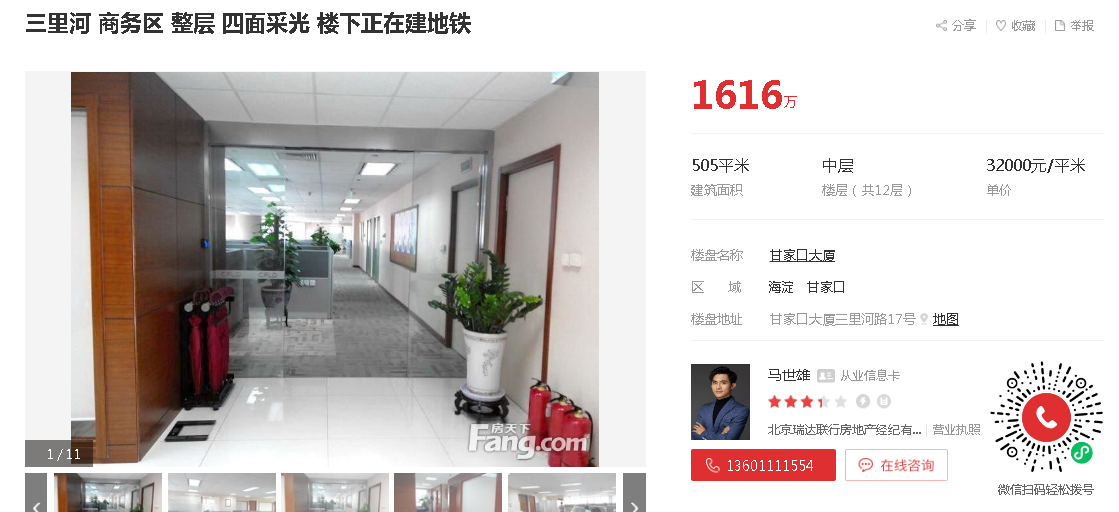 三里河 商务区 整层 四面采光 楼下正在建地铁
分享 收藏 举报
1616万
505平米 中层 32000元/平米
建筑面积 楼层（共12层） 单价
楼盘名称 甘家口大厦
区 域 海淀 甘家口
楼盘地址 甘家口大厦三里河路17号 地图
马世雄 从业信息卡
北京瑞达联行房地产经纪有... 营业执照
13601111554 在线咨询
微信扫码轻松拨号
房天下
Fang.com
1 / 11